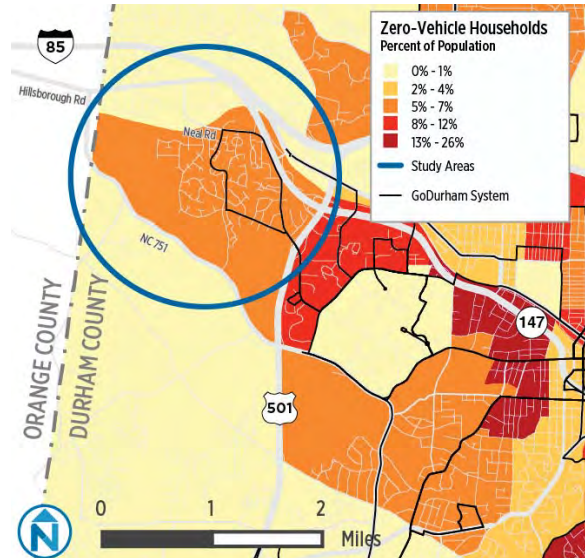 85
Hillsborough Rd
Neal Rd
NC 751
ORANGE COUNTY
DURHAM COUNTY
501
147
Zero-Vehicle Households
Percent of Population
0% - 1%
2% - 4%
5% - 7%
8% - 12%
13% - 26%
Study Areas
GoDurham System
N
0 1 2
Miles